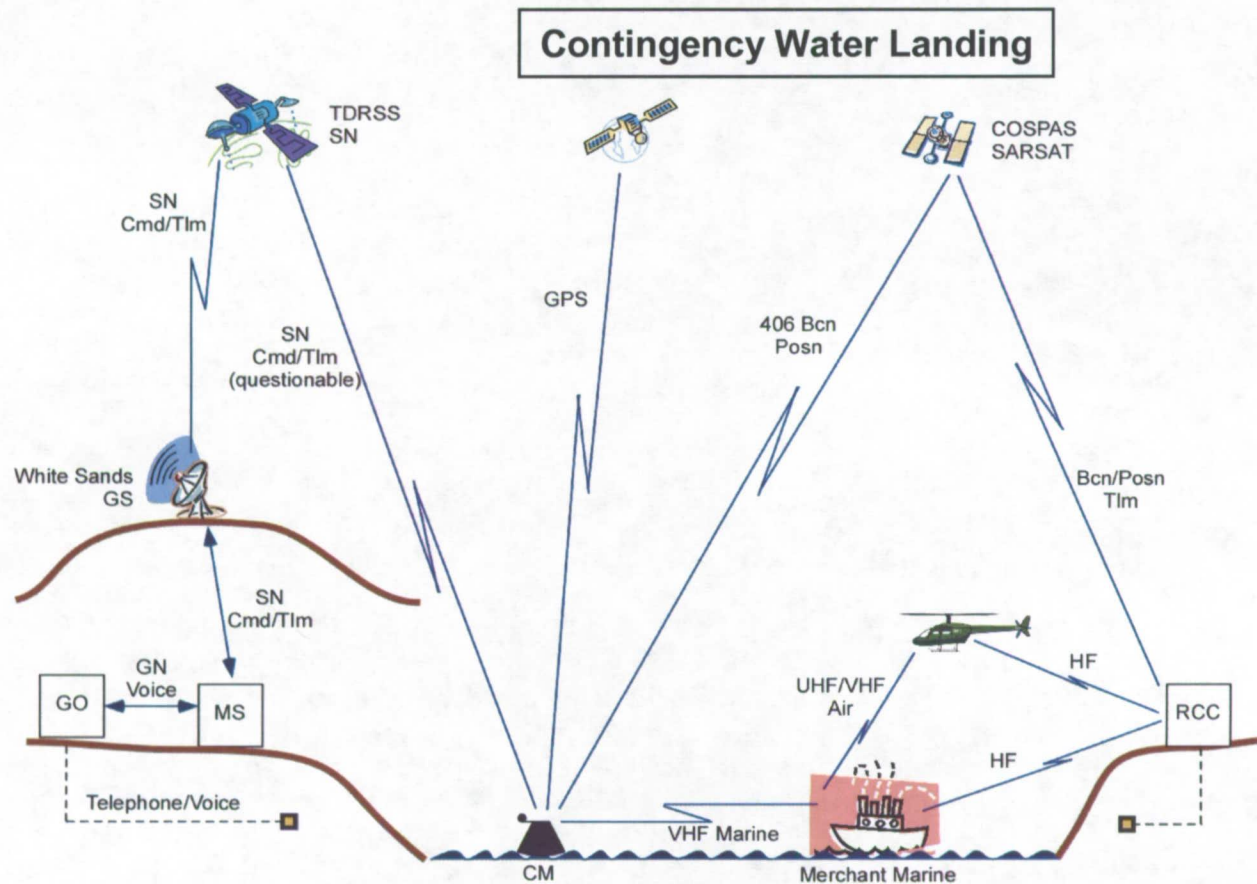 Contingency Water Landing
TDRSS
SN
COSPAS
SARSAT
SN
Cmd/Tlm
GPS
SN
Cmd/Tlm
(questionable)
406 Bcn
Posn
White Sands
GS
Bcn/Posn
Tlm
SN
Cmd/Tlm
GN
Voice
GO
MS
UHF/VHF
Air
HF
RCC
HF
Telephone/Voice
VHF Marine
CM
Merchant Marine